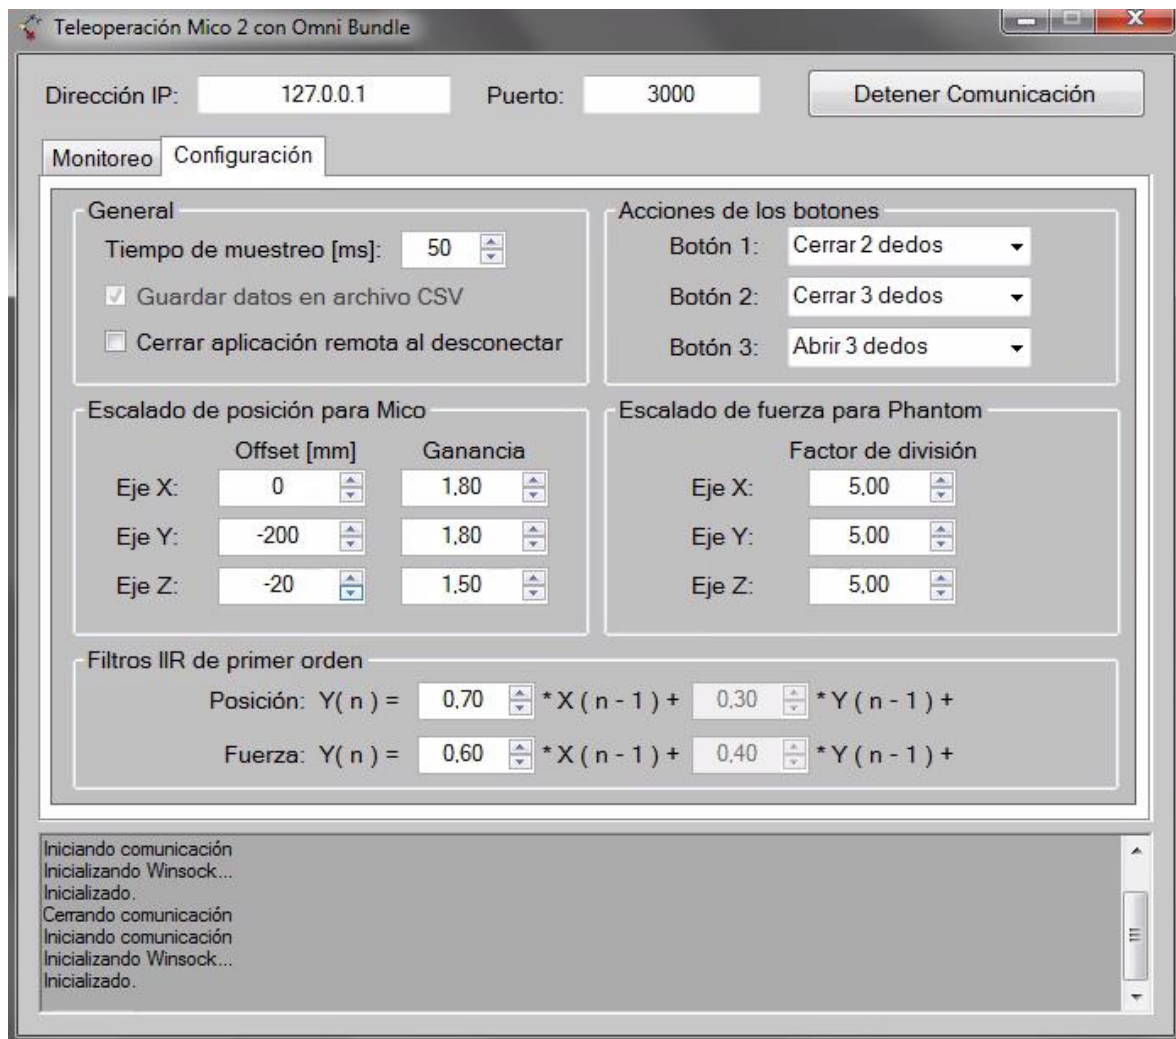 Teleoperación Mico 2 con Omni Bundle
Dirección IP: 127.0.0.1 Puerto: 3000 Detener Comunicación
Monitoreo Configuración
General
Tiempo de muestreo [ms]: 50
Guardar datos en archivo CSV
Cerrar aplicación remota al desconectar
Acciones de los botones
Botón 1: Cerrar 2 dedos
Botón 2: Cerrar 3 dedos
Botón 3: Abrir 3 dedos
Escalado de posición para Mico
Offset [mm] Ganancia
Eje X: 0 1,80
Eje Y: -200 1,80
Eje Z: -20 1,50
Escalado de fuerza para Phantom
Factor de división
Eje X: 5,00
Eje Y: 5,00
Eje Z: 5,00
Filtros IIR de primer orden
Posición: Y( n ) = 0,70 * X ( n - 1 ) + 0,30 * Y ( n - 1 ) +
Fuerza: Y( n ) = 0,60 * X ( n - 1 ) + 0,40 * Y ( n - 1 ) +
Iniciando comunicación
Inicializando Winsock...
Inicializado.
Cerrando comunicación
Iniciando comunicación
Inicializando Winsock...
Inicializado.